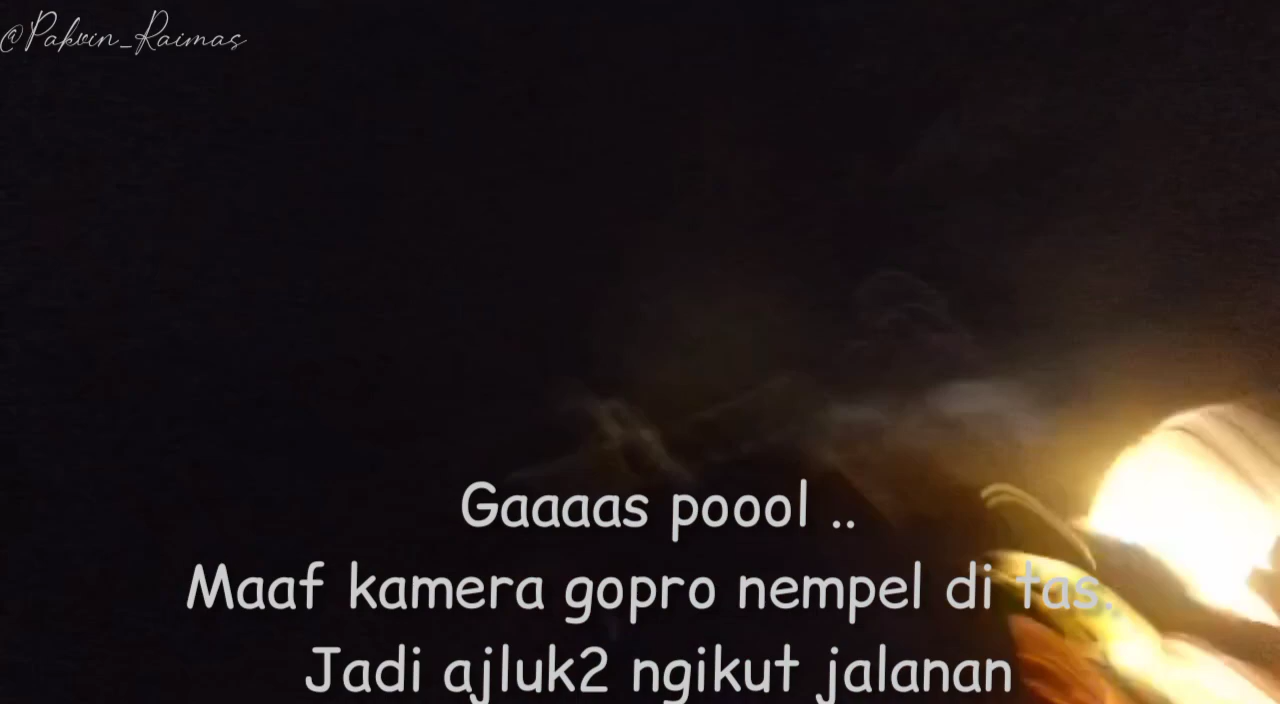 @Pakvin_Raimas
Gaaaas poool ..
Maaf kamera gopro nempel di tas.
Jadi ajluk2 ngikut jalanan